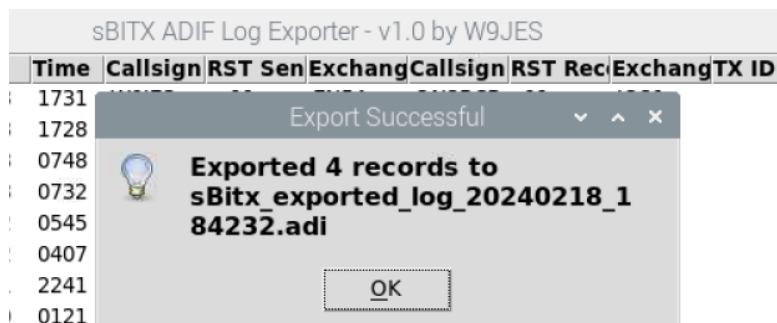 sBITX ADIF Log Exporter - v1.0 by W9JES
Time Callsign RST Sen Exchang Callsign RST Rec Exchang TX ID
1731
Export Successful
1728
0748
Exported 4 records to
0732
sBitx_exported_log_20240218_1
0545
84232.adi
0407
2241
OK
0121